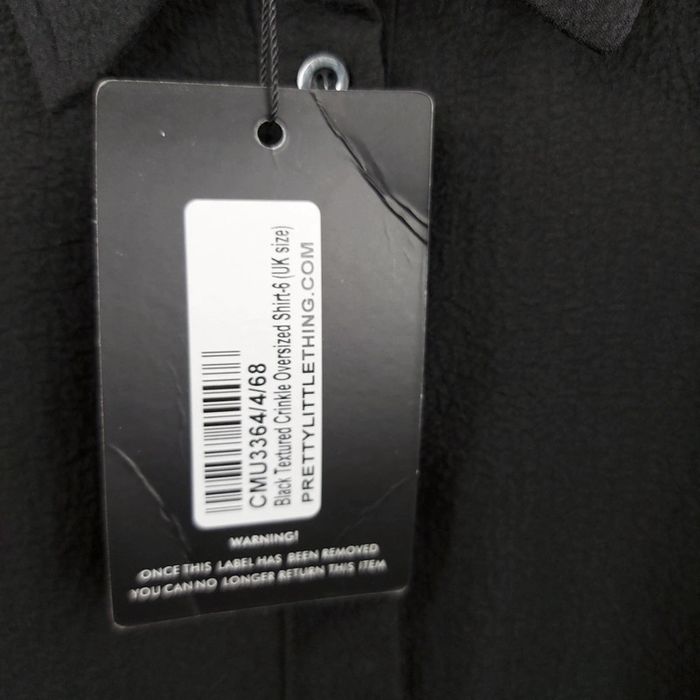 CMU3364/4/68
Black Textured Crinkle Oversized Shirt-6 (UK size)
PRETTYLITTLETHING.COM
WARNING!
ONCE THIS LABEL HAS BEEN REMOVED
YOU CAN NO LONGER RETURN THIS ITEM